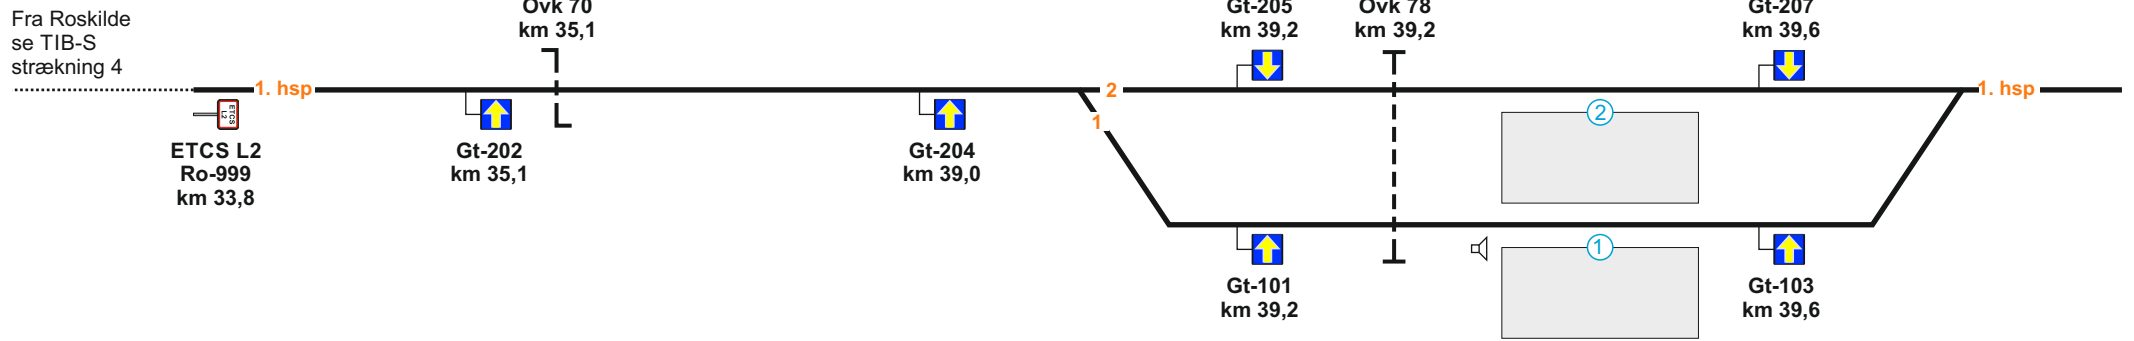 Fra Roskilde
se TIB-S
strækning 4
Ovk 70
km 35,1
Gt-205
km 39,2
Ovk 78
km 39,2
Gt-207
km 39,6
1. hsp
2
1. hsp
1
ETCS
L2
2
ETCS L2
Ro-999
km 33,8
Gt-202
km 35,1
Gt-204
km 39,0
1
Gt-101
km 39,2
Gt-103
km 39,6